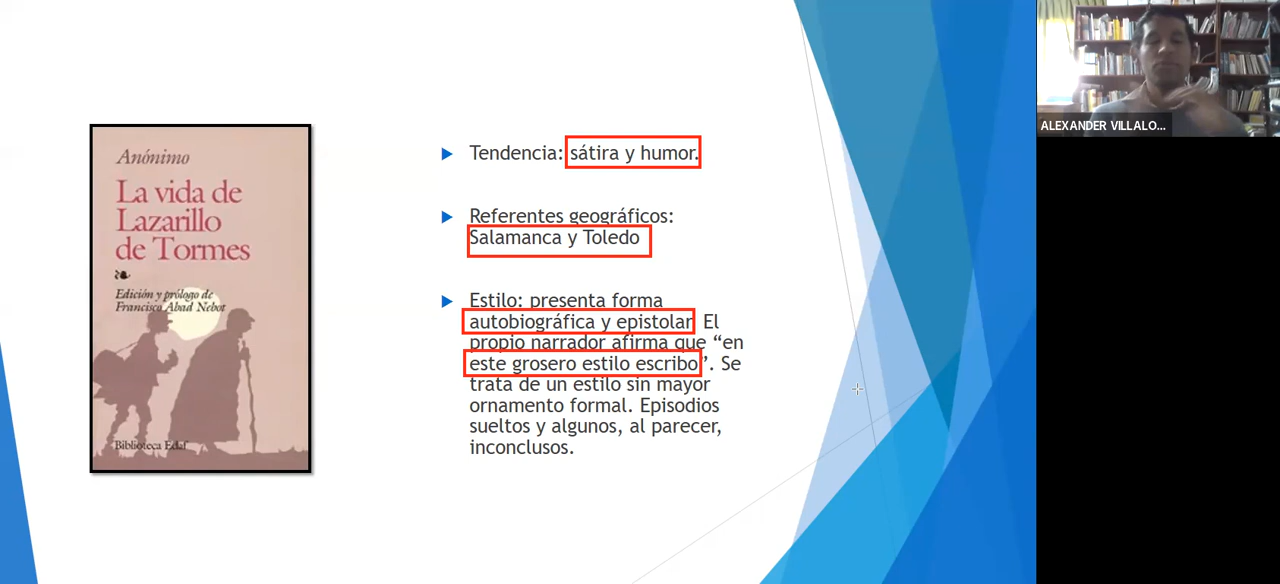 Anónimo
La vida de
Lazarillo
de Tormes
Edición y prólogo de
Francisco Abad Nebot
Biblioteca Edaf
Tendencia: sátira y humor.
Referentes geográficos:
Salamanca y Toledo
Estilo: presenta forma
autobiográfica y epistolar. El
propio narrador afirma que “en
este grosero estilo escribo”. Se
trata de un estilo sin mayor
ornamento formal. Episodios
sueltos y algunos, al parecer,
inconclusos.
ALEXANDER VILLALO...